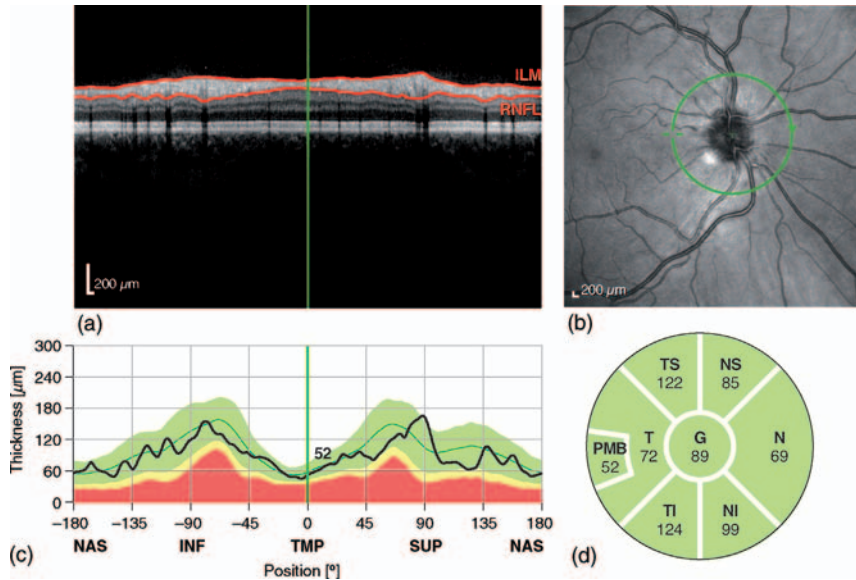 ILM
RNFL
200 µm
(a)
200 µm
(b)
Thickness [µm]
300
240
180
120
60
0
52
−180 −135 −90 −45 0 45 90 135 180
NAS INF TMP SUP NAS
Position [º]
(c)
TS
122
NS
85
PMB
52
T
72
G
89
N
69
TI
124
NI
99
(d)